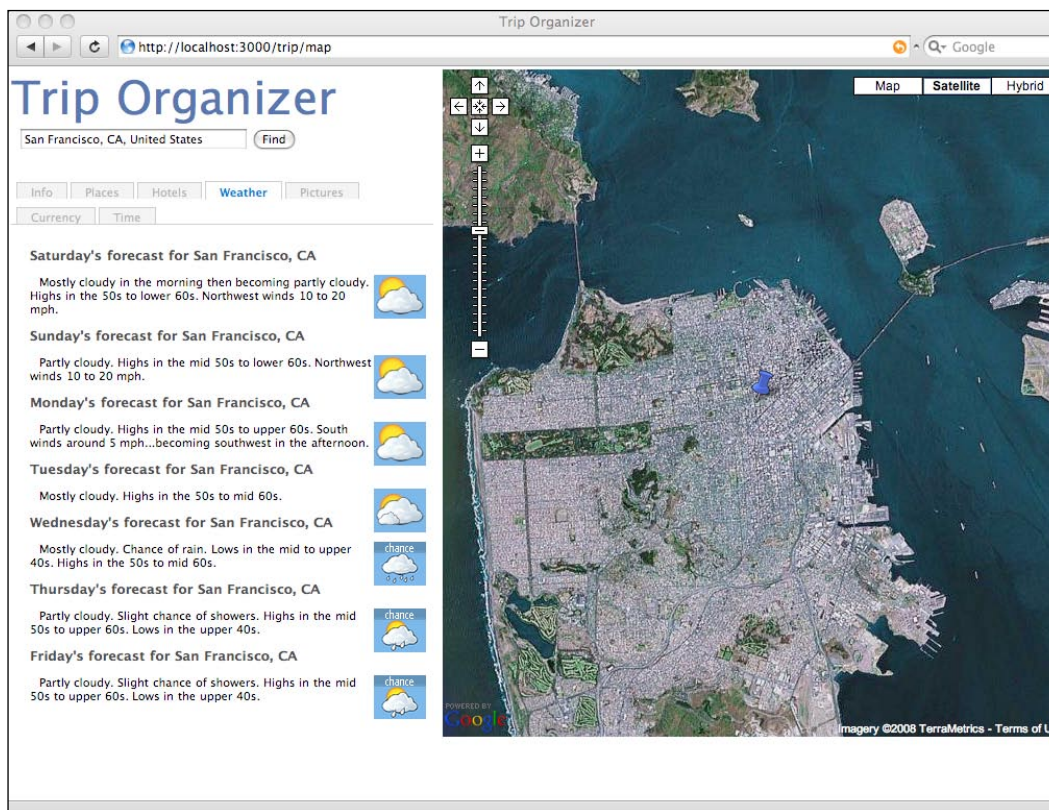 Trip Organizer
http://localhost:3000/trip/map
Google
Trip Organizer
San Francisco, CA, United States
Find
Info
Places
Hotels
Weather
Pictures
Currency
Time
Saturday's forecast for San Francisco, CA
Mostly cloudy in the morning then becoming partly cloudy.
Highs in the 50s to lower 60s. Northwest winds 10 to 20
mph.
Sunday's forecast for San Francisco, CA
Partly cloudy. Highs in the mid 50s to lower 60s. Northwest
winds 10 to 20 mph.
Monday's forecast for San Francisco, CA
Partly cloudy. Highs in the mid 50s to upper 60s. South
winds around 5 mph...becoming southwest in the afternoon.
Tuesday's forecast for San Francisco, CA
Mostly cloudy. Highs in the 50s to mid 60s.
Wednesday's forecast for San Francisco, CA
Mostly cloudy. Chance of rain. Lows in the mid to upper
40s. Highs in the 50s to mid 60s.
chance
Thursday's forecast for San Francisco, CA
Partly cloudy. Slight chance of showers. Highs in the mid
50s to upper 60s. Lows in the upper 40s.
chance
Friday's forecast for San Francisco, CA
Partly cloudy. Slight chance of showers. Highs in the mid
50s to upper 60s. Lows in the upper 40s.
chance
Map
Satellite
Hybrid
POWERED BY
Google
Imagery ©2008 TerraMetrics - Terms of U